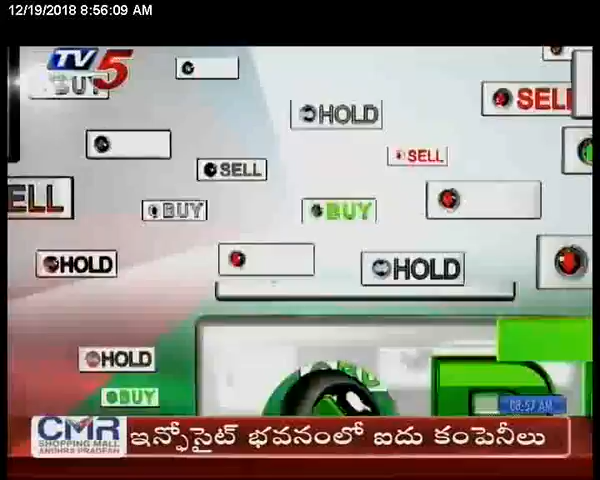 12/19/2018 8:56:09 AM
TV5
BUY
HOLD
SELL
SELL
SELL
ELL
BUY
BUY
HOLD
HOLD
HOLD
BUY
08:57 AM
CMR
SHOPPING MALL
ANDHRA PRADESH
ఇన్ఫోసైట్ భవనంలో ఐదు కంపెనీలు